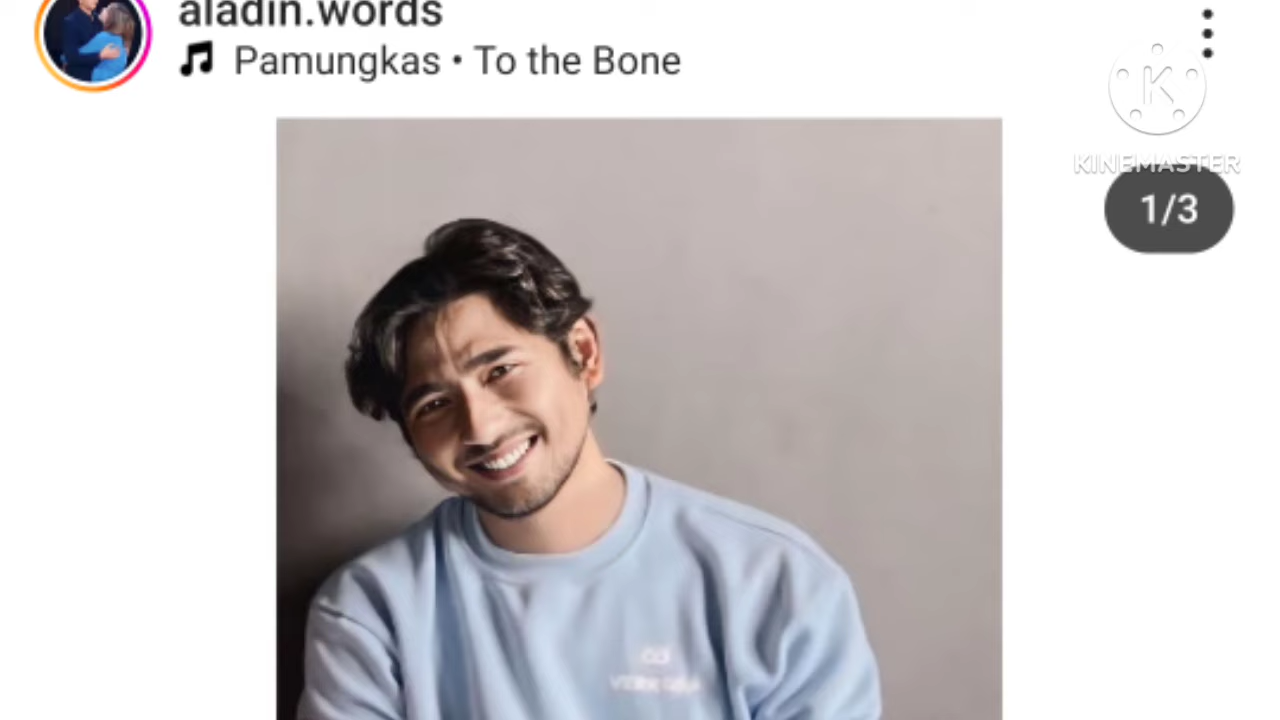 aladin.words
Pamungkas • To the Bone
K
KINEMASTER
1/3